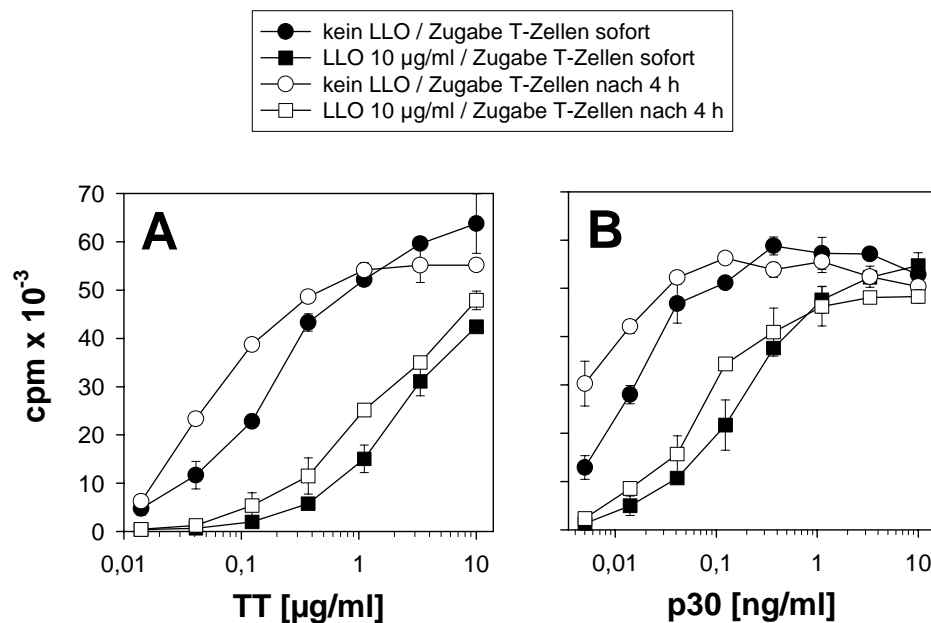 kein LLO / Zugabe T-Zellen sofort
LLO 10 µg/ml / Zugabe T-Zellen sofort
kein LLO / Zugabe T-Zellen nach 4 h
LLO 10 µg/ml / Zugabe T-Zellen nach 4 h
A
B
cpm x 10-3
70
60
50
40
30
20
10
0
0,01
0,1
1
10
TT [µg/ml]
0,01
0,1
1
10
p30 [ng/ml]